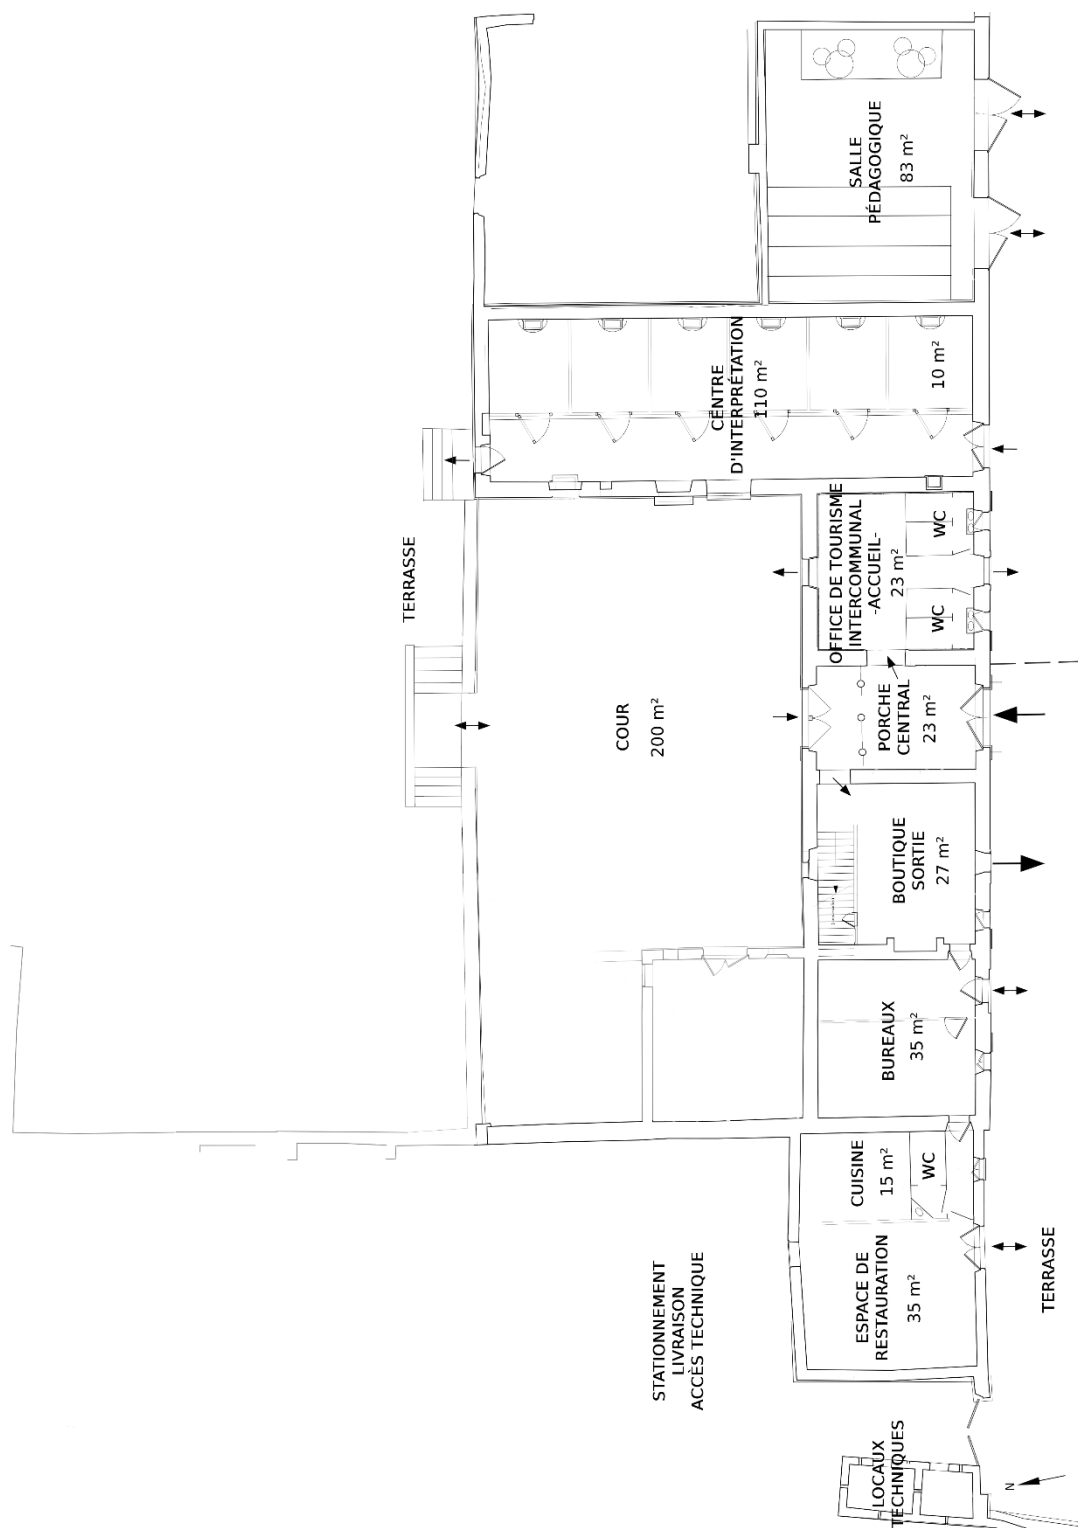 SALLE
PÉDAGOGIQUE
83 m²
CENTRE
D'INTERPRÉTATION
110 m²
10 m²
OFFICE DE TOURISME
INTERCOMMUNAL
-ACCUEIL-
23 m²
WC
WC
TERRASSE
COUR
200 m²
PORCHE
CENTRAL
23 m²
BOUTIQUE
SORTIE
27 m²
BUREAUX
35 m²
CUISINE
15 m²
WC
ESPACE DE
RESTAURATION
35 m²
TERRASSE
STATIONNEMENT
LIVRAISON
ACCÈS TECHNIQUE
LOCAUX
TECHNIQUES
N